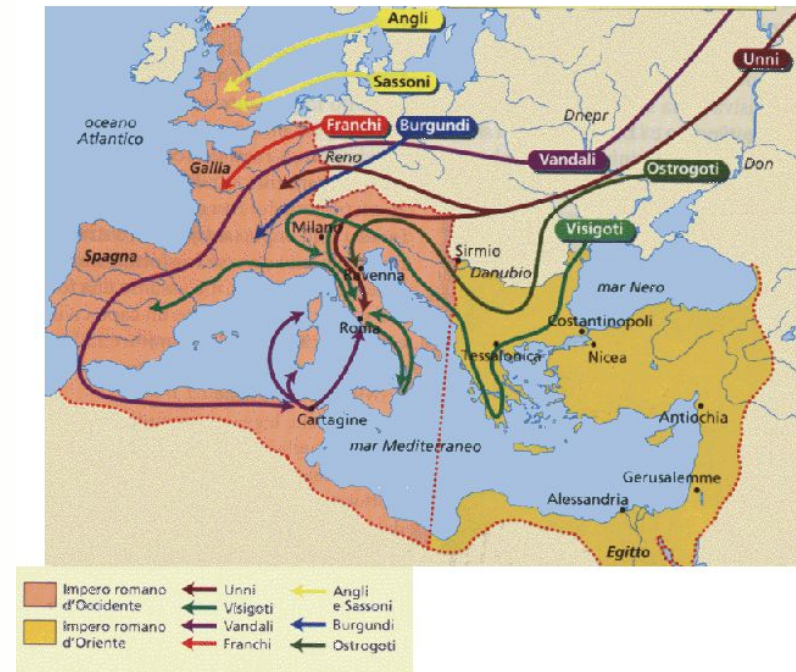 Angli
Unni
Sassoni
oceano
Atlantico
Dnepr
Franchi
Burgundi
Gallia
Reno
Vandali
Don
Ostrogoti
Visigoti
Milano
Spagna
Sirmio
Danubio
Ravenna
mar Nero
Roma
Costantinopoli
Tessalonica
Nicea
Cartagine
Antiochia
mar Mediterraneo
Gerusalemme
Alessandria
Egitto
Impero romano
d'Occidente
Impero romano
d'Oriente
Unni
Visigoti
Vandali
Franchi
Angli
e Sassoni
Burgundi
Ostrogoti